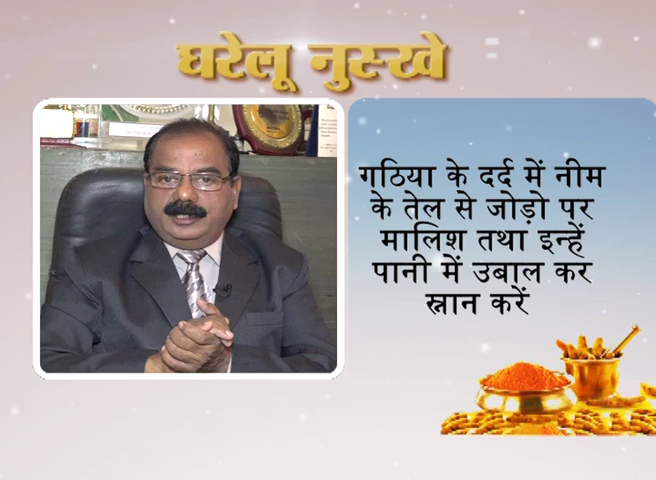 घरेलू नुस्खे
गठिया के दर्द में नीम
के तेल से जोड़ो पर
मालिश तथा इन्हें
पानी में उबाल कर
स्नान करें